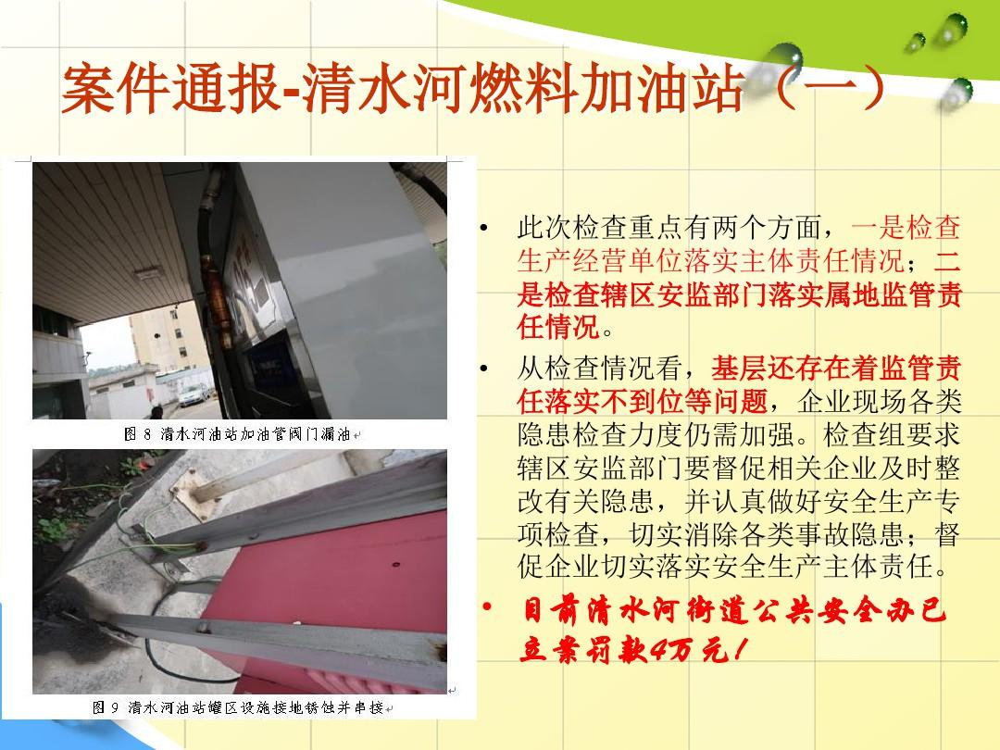 案件通报-清水河燃料加油站（一）
图 8 清水河油站加油管阀门漏油
图 9 清水河油站罐区设施接地锈蚀并串接
• 此次检查重点有两个方面，一是检查
生产经营单位落实主体责任情况；二
是检查辖区安监部门落实属地监管责
任情况。
• 从检查情况看，基层还存在着监管责
任落实不到位等问题，企业现场各类
隐患检查力度仍需加强。检查组要求
辖区安监部门要督促相关企业及时整
改有关隐患，并认真做好安全生产专
项检查，切实消除各类事故隐患；督
促企业切实落实安全生产主体责任。
• 目前清水河街道公共安全办已
立案罚款4万元！